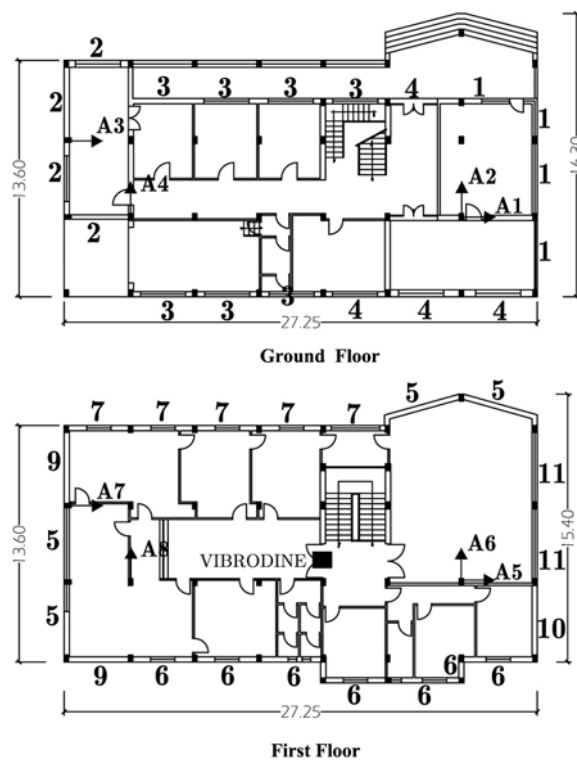 2
2 3 3 3 3 4 1
1
A3
13.60 16.30
2 A4 A2 1
A1
2 1
3 3 3 4 4 4
27.25
Ground Floor
5 5
7 7 7 7 7
9 11
A7
13.60 15.40
5 A8 VIBRODINE A6 11
A5
5 10
9 6 6 6 6 6
6 6
27.25
First Floor